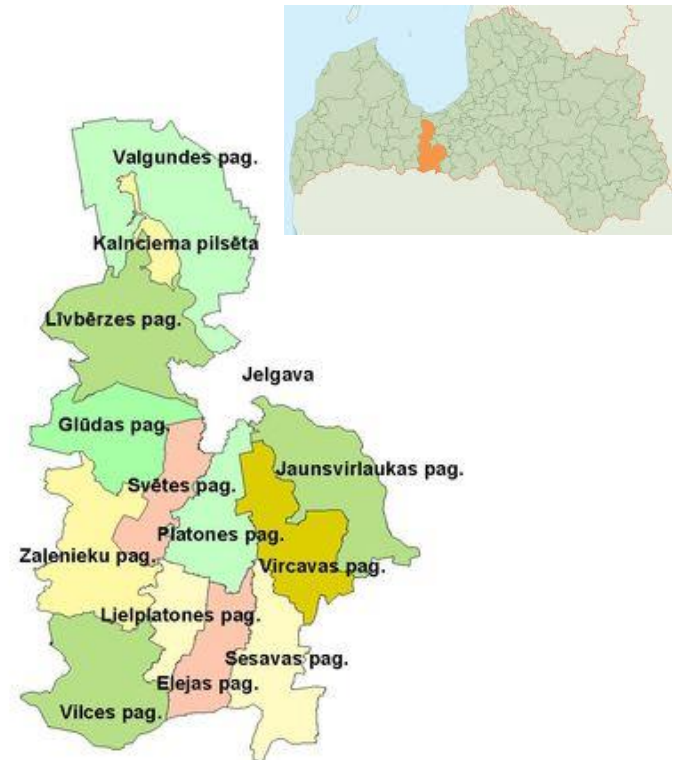 Valgundes pag.
Kalnciema pilsēta
Līvbērzes pag.
Jelgava
Glūdas pag.
Jaunsvirlaukas pag.
Svētes pag.
Platones pag.
Zaļenieku pag.
Vircavas pag.
Lielplatones pag.
Sesavas pag.
Elejas pag.
Vilces pag.